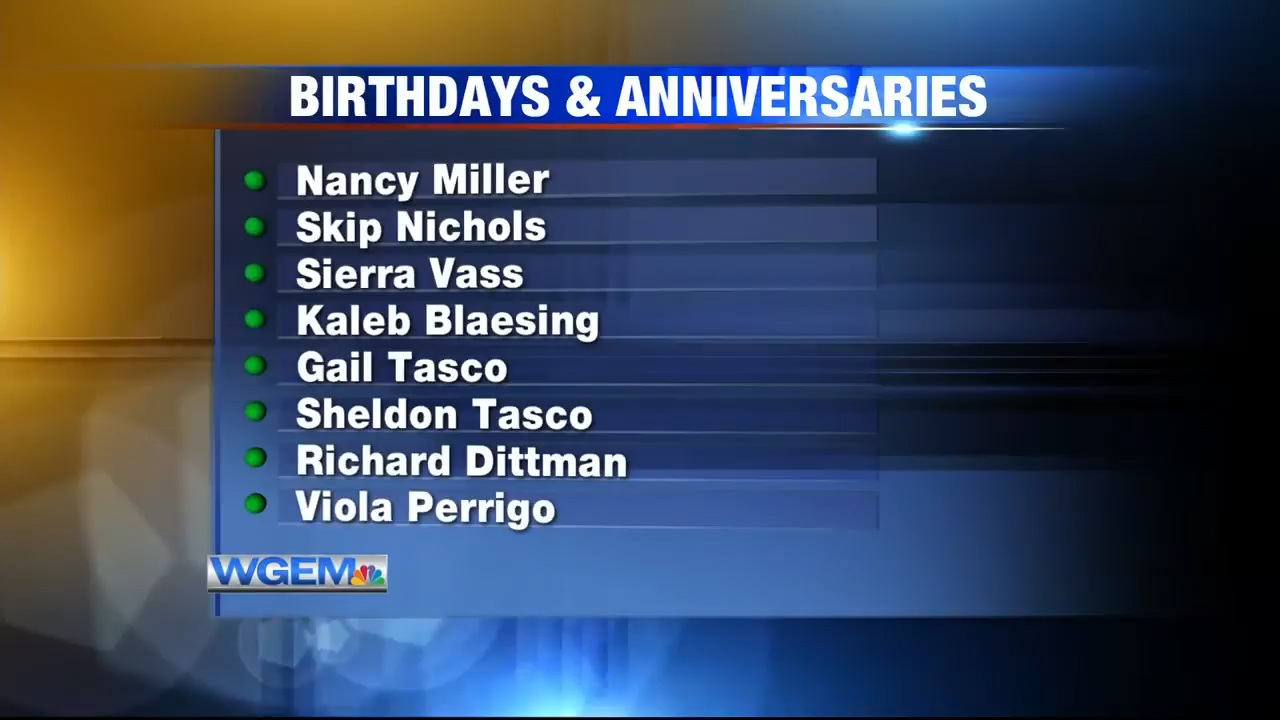 BIRTHDAYS & ANNIVERSARIES
Nancy Miller
Skip Nichols
Sierra Vass
Kaleb Blaesing
Gail Tasco
Sheldon Tasco
Richard Dittman
Viola Perrigo
WGEM